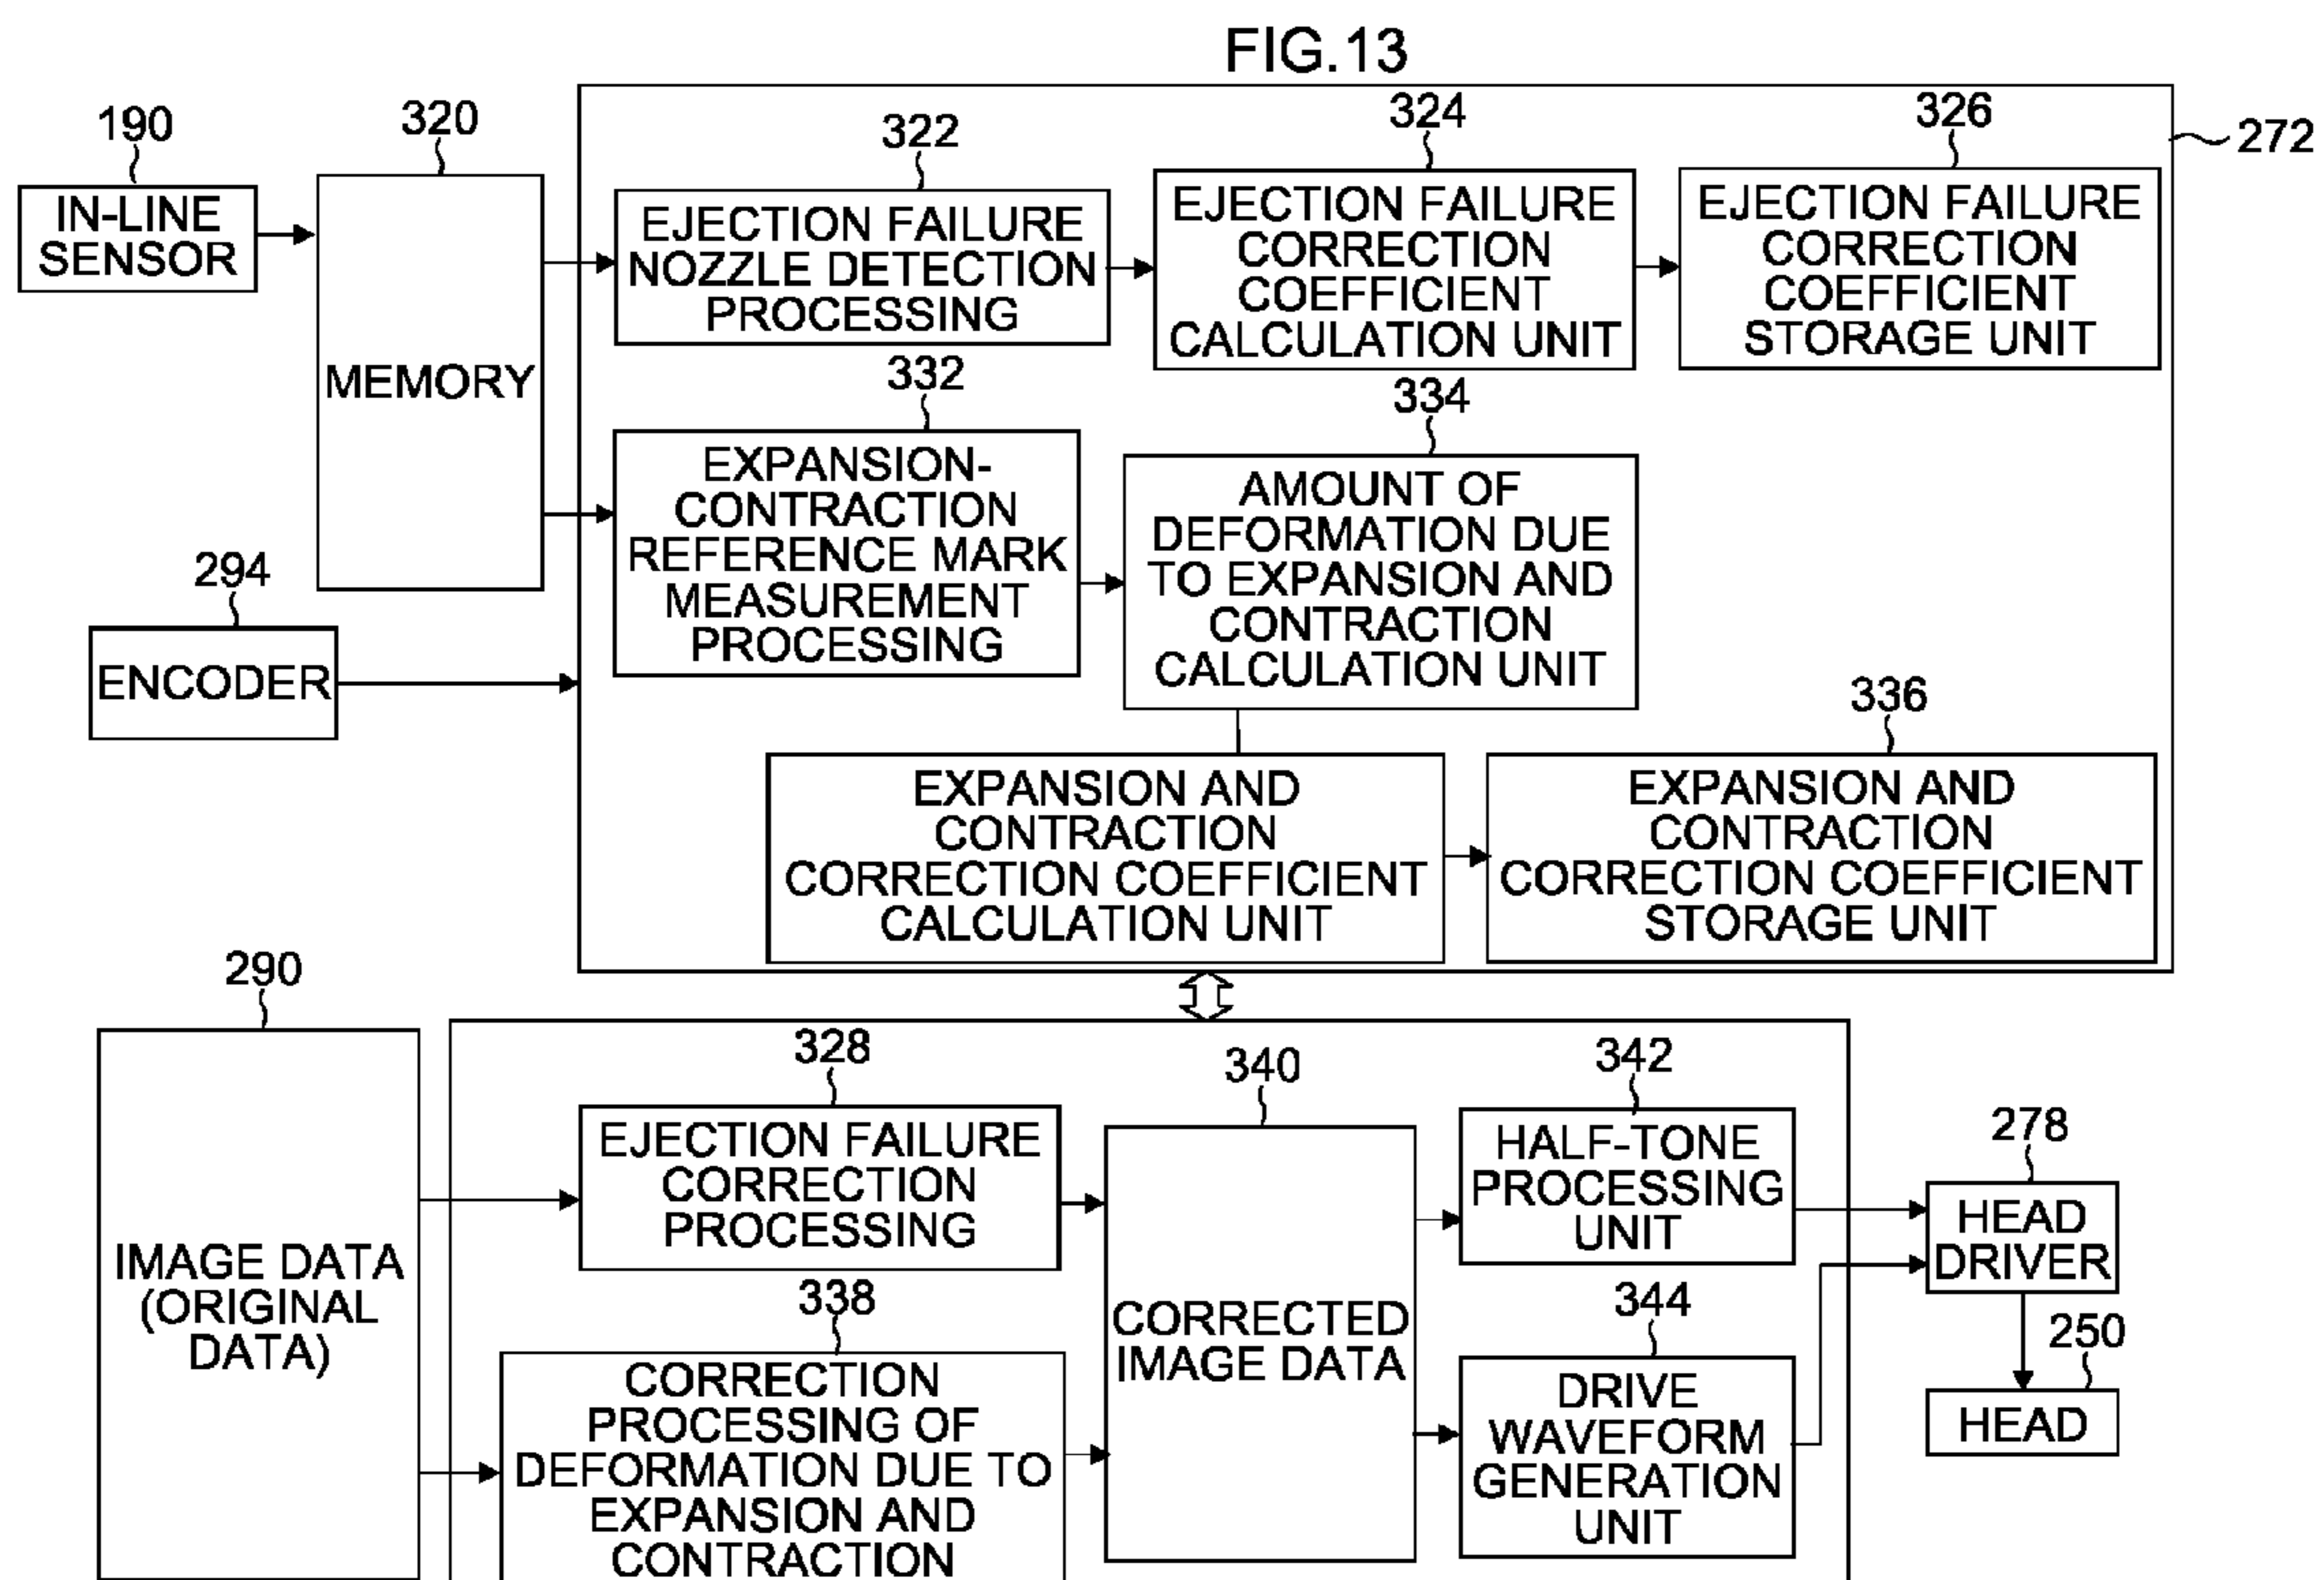 FIG.13
190
320
322
324
326
272
IN-LINE
SENSOR
MEMORY
EJECTION FAILURE
NOZZLE DETECTION
PROCESSING
EJECTION FAILURE
CORRECTION
COEFFICIENT
CALCULATION UNIT
EJECTION FAILURE
CORRECTION
COEFFICIENT
STORAGE UNIT
332
334
EXPANSION-
CONTRACTION
REFERENCE MARK
MEASUREMENT
PROCESSING
AMOUNT OF
DEFORMATION DUE
TO EXPANSION AND
CONTRACTION
CALCULATION UNIT
294
ENCODER
336
EXPANSION AND
CONTRACTION
CORRECTION COEFFICIENT
CALCULATION UNIT
EXPANSION AND
CONTRACTION
CORRECTION COEFFICIENT
STORAGE UNIT
290
IMAGE DATA
(ORIGINAL
DATA)
328
EJECTION FAILURE
CORRECTION
PROCESSING
338
CORRECTION
PROCESSING OF
DEFORMATION DUE TO
EXPANSION AND
CONTRACTION
340
CORRECTED
IMAGE DATA
342
HALF-TONE
PROCESSING
UNIT
344
DRIVE
WAVEFORM
GENERATION
UNIT
278
HEAD
DRIVER
250
HEAD